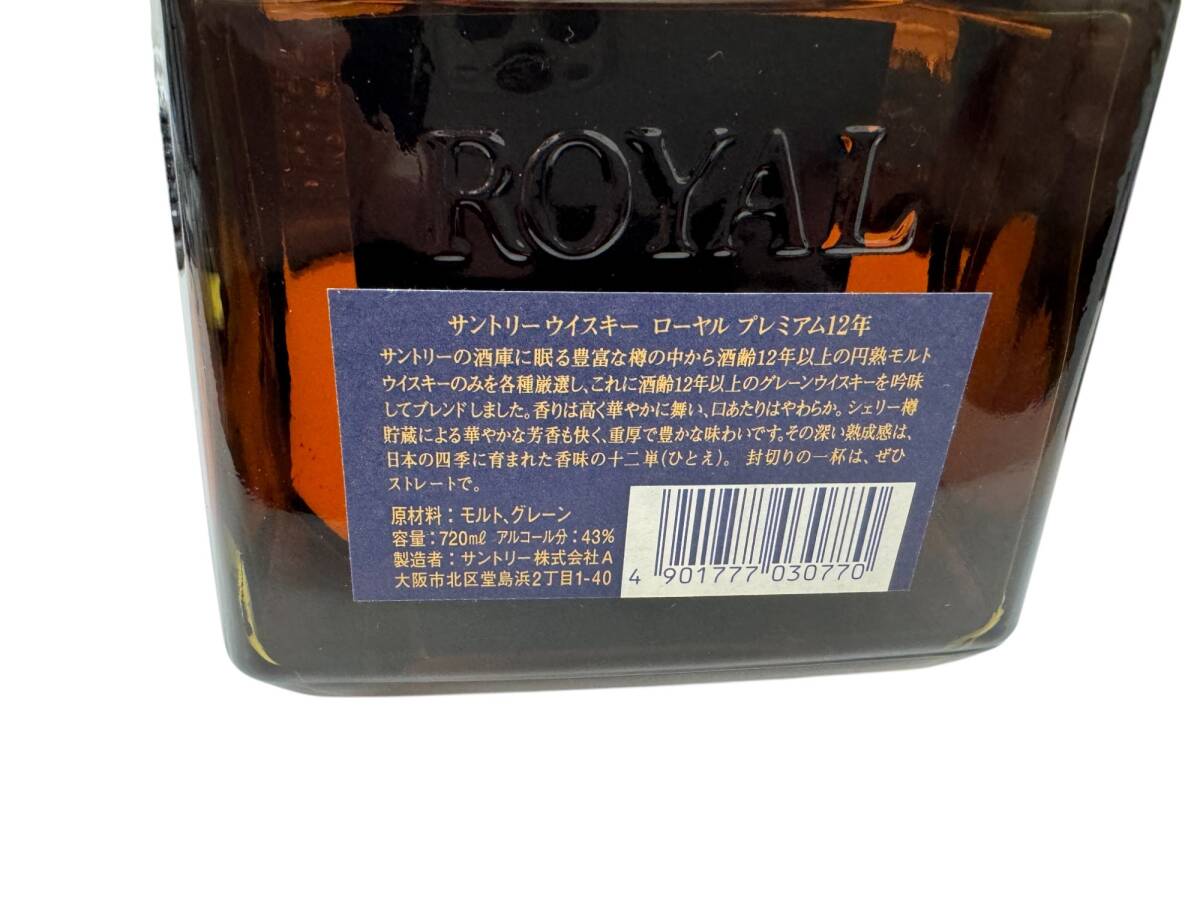 ROYAL
サントリーウイスキー ローヤル プレミアム12年
サントリーの酒庫に眠る豊富な樽の中から酒齢12年以上の円熟モルト
ウイスキーのみを各種厳選し、これに酒齢12年以上のグレーンウイスキーを吟味
してブレンドしました。香りは高く華やかに舞い、口あたりはやわらか。シェリー樽
貯蔵による華やかな芳香も快く、重厚で豊かな味わいです。その深い熟成感は、
日本の四季に育まれた香味の十二単(ひとえ)。 封切りの一杯は、ぜひ
ストレートで。
原材料：モルト、グレーン
容量：720mℓ アルコール分：43%
製造者：サントリー株式会社A
大阪市北区堂島浜2丁目1-40
4 901777 030770